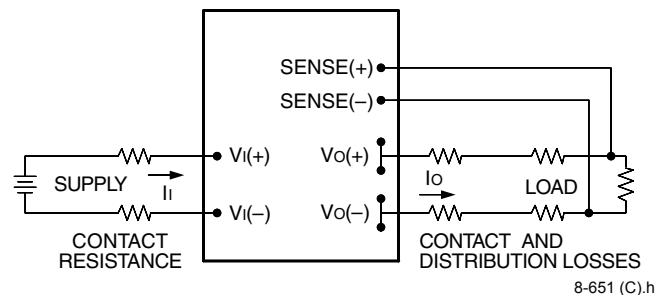 SENSE(+)
SENSE(–)
VI(+)
VO(+)
IO
SUPPLY
II
LOAD
VI(–)
VO(–)
CONTACT
RESISTANCE
CONTACT AND
DISTRIBUTION LOSSES
8-651 (C).h